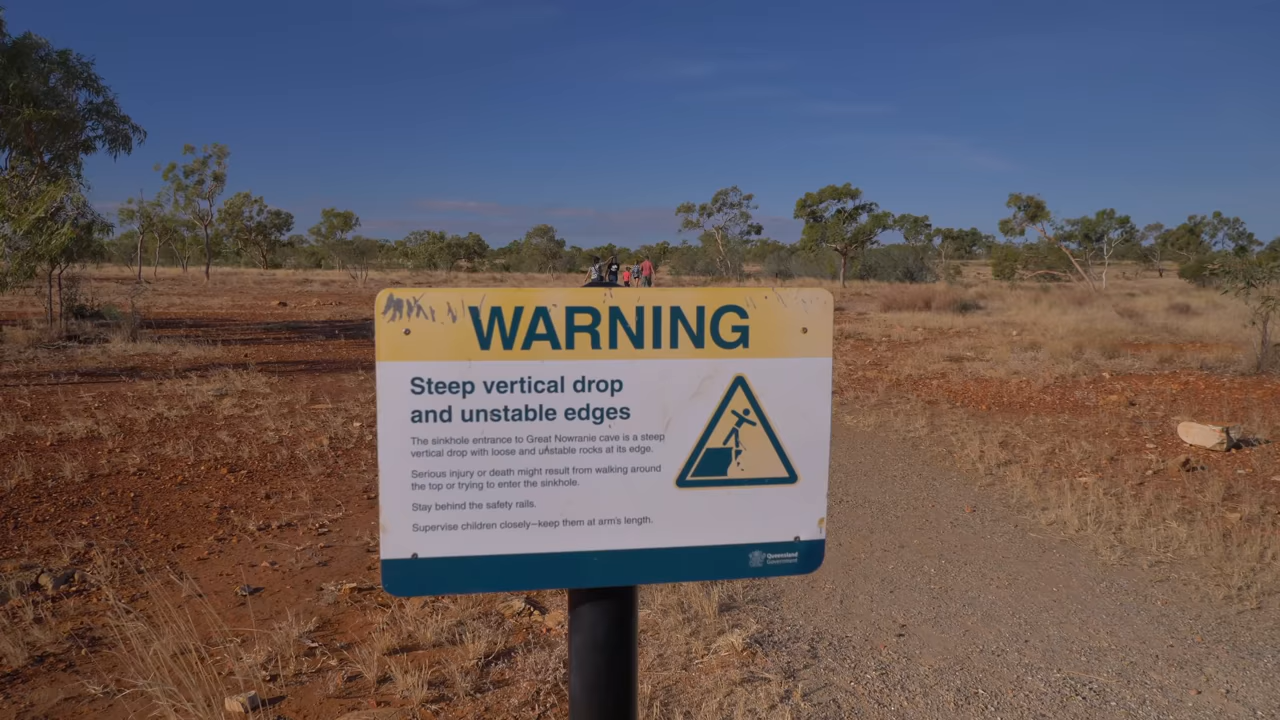 WARNING
Steep vertical drop
and unstable edges
The sinkhole entrance to Great Nowranie cave is a steep
vertical drop with loose and unstable rocks at its edge.
Serious injury or death might result from walking around
the top or trying to enter the sinkhole.
Stay behind the safety rails.
Supervise children closely—keep them at arm's length.
Queensland
Government